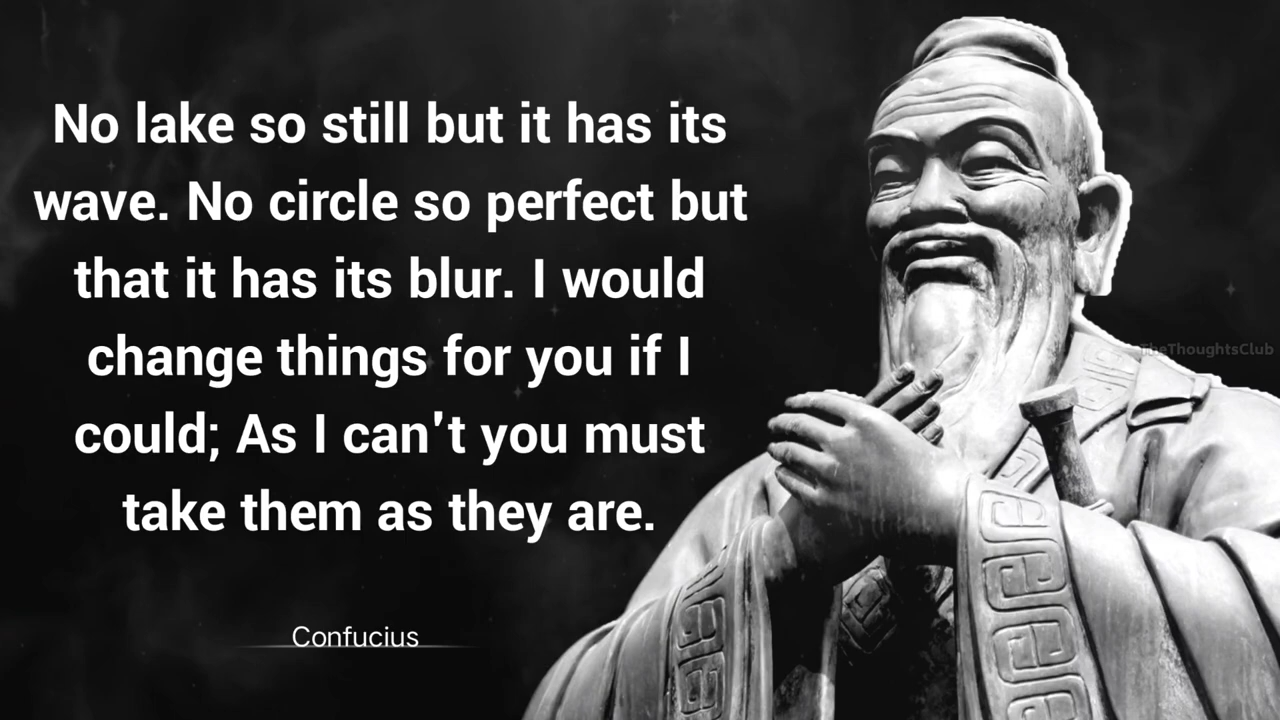 No lake so still but it has its
wave. No circle so perfect but
that it has its blur. I would
change things for you if I
could; As I can't you must
take them as they are.
Confucius
TheThoughtsClub